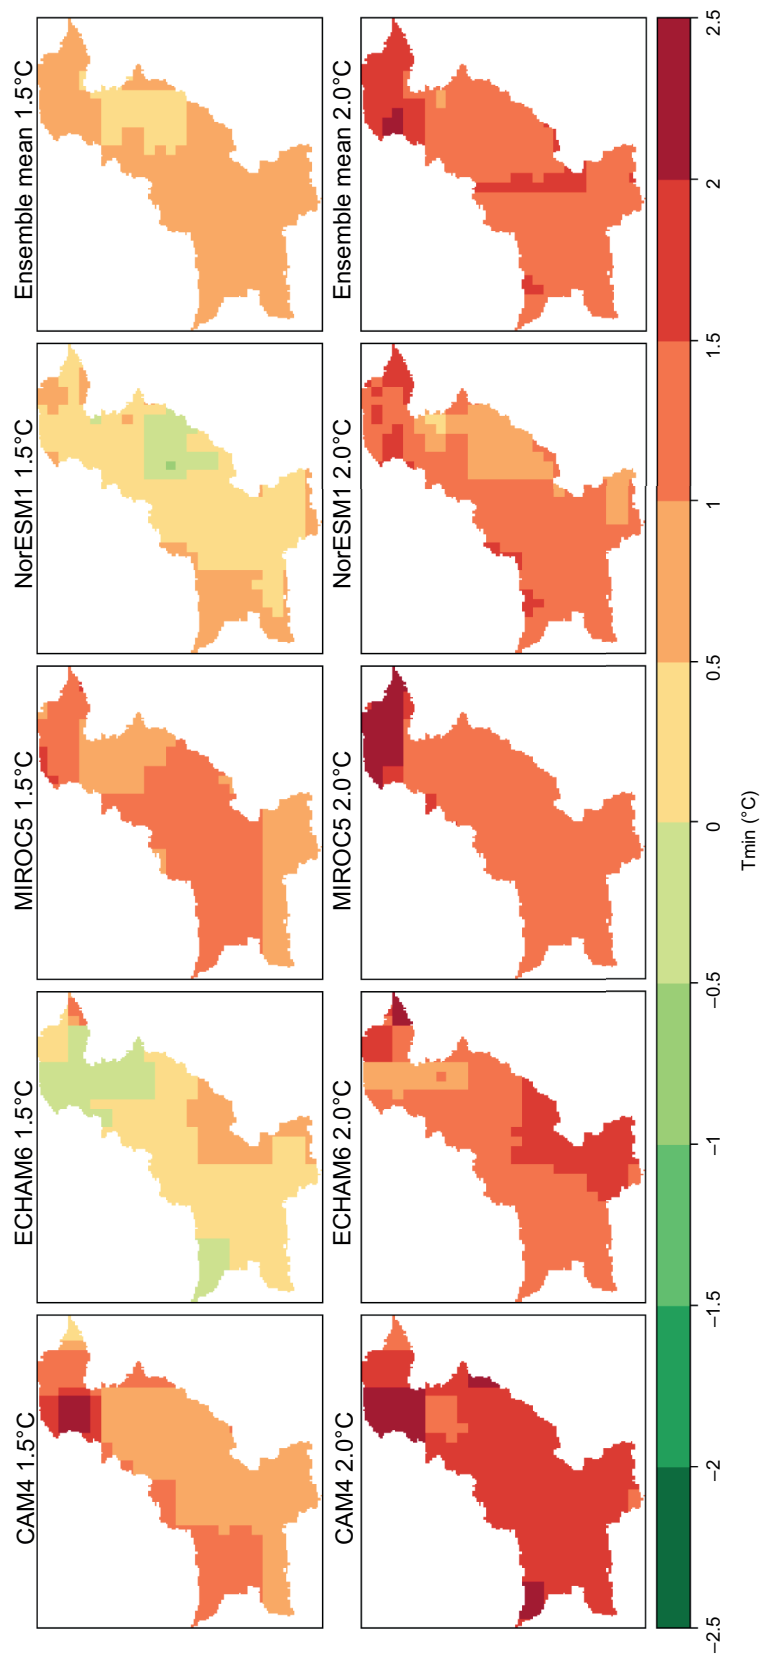 CAM4 1.5°C
ECHAM6 1.5°C
MIROC5 1.5°C
NorESM1 1.5°C
Ensemble mean 1.5°C
CAM4 2.0°C
ECHAM6 2.0°C
MIROC5 2.0°C
NorESM1 2.0°C
Ensemble mean 2.0°C
−2.5 −2 −1.5 −1 −0.5 0 0.5 1 1.5 2 2.5
Tmin (°C)